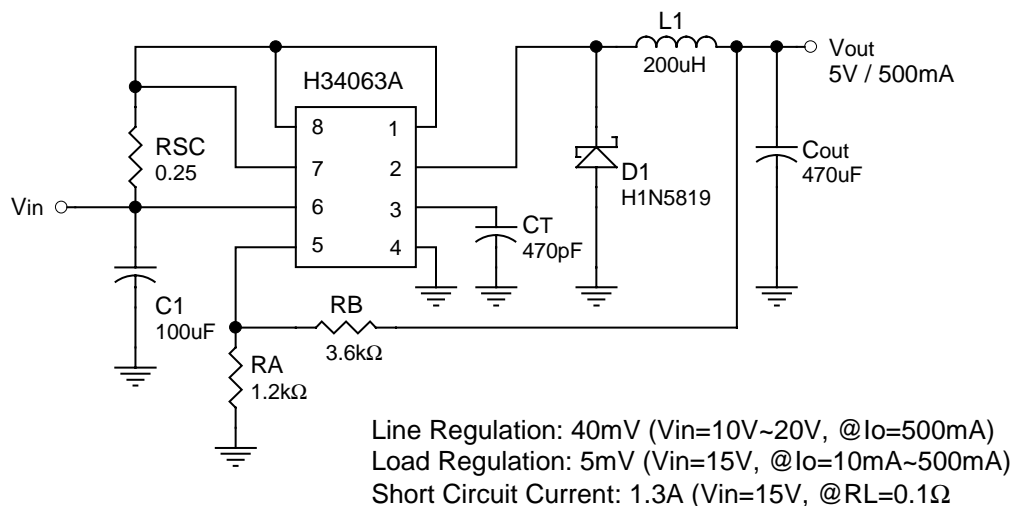 L1
200uH
Vout
5V / 500mA
H34063A
8 1
7 2
6 3
5 4
RSC
0.25
Vin
C1
100uF
CT
470pF
D1
H1N5819
Cout
470uF
RB
3.6kΩ
RA
1.2kΩ
Line Regulation: 40mV (Vin=10V~20V, @Io=500mA)
Load Regulation: 5mV (Vin=15V, @Io=10mA~500mA)
Short Circuit Current: 1.3A (Vin=15V, @RL=0.1Ω